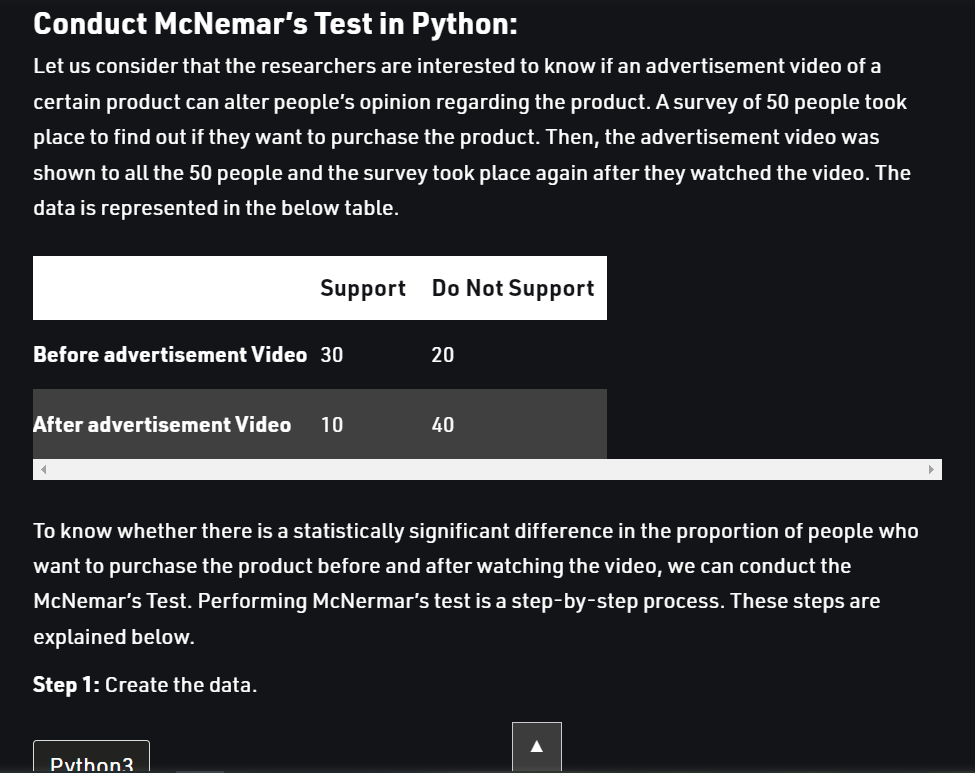 Conduct McNemar’s Test in Python:
Let us consider that the researchers are interested to know if an advertisement video of a
certain product can alter people’s opinion regarding the product. A survey of 50 people took
place to find out if they want to purchase the product. Then, the advertisement video was
shown to all the 50 people and the survey took place again after they watched the video. The
data is represented in the below table.
Support Do Not Support
Before advertisement Video 30 20
After advertisement Video 10 40
To know whether there is a statistically significant difference in the proportion of people who
want to purchase the product before and after watching the video, we can conduct the
McNemar’s Test. Performing McNermar’s test is a step-by-step process. These steps are
explained below.
Step 1: Create the data.
Python3